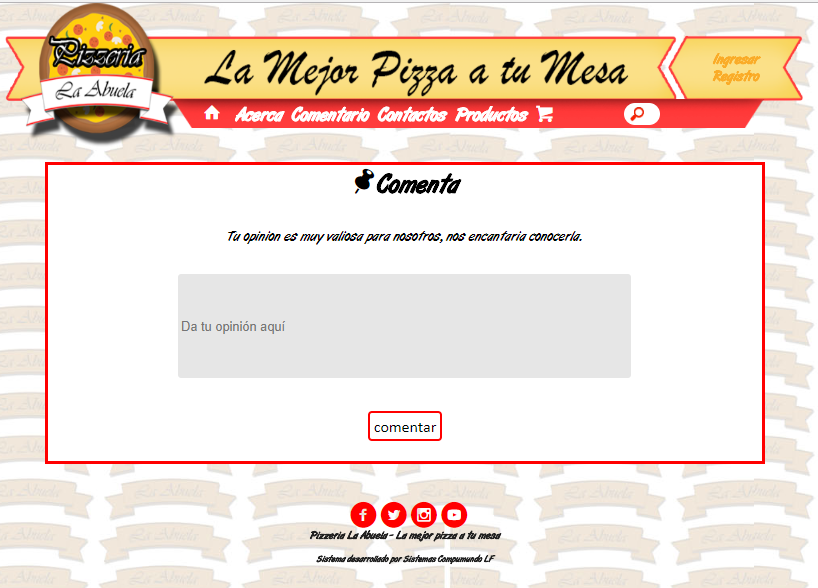 Pizzeria
La Abuela
La Mejor Pizza a tu Mesa
Ingresar
Registro
Acerca Comentario Contactos Productos
Comenta
Tu opinion es muy valiosa para nosotros, nos encantaria conocerla.
Da tu opinión aquí
comentar
Pizzeria La Abuela - La mejor pizza a tu mesa
Sistema desarrollado por Sistemas Compumundo LF